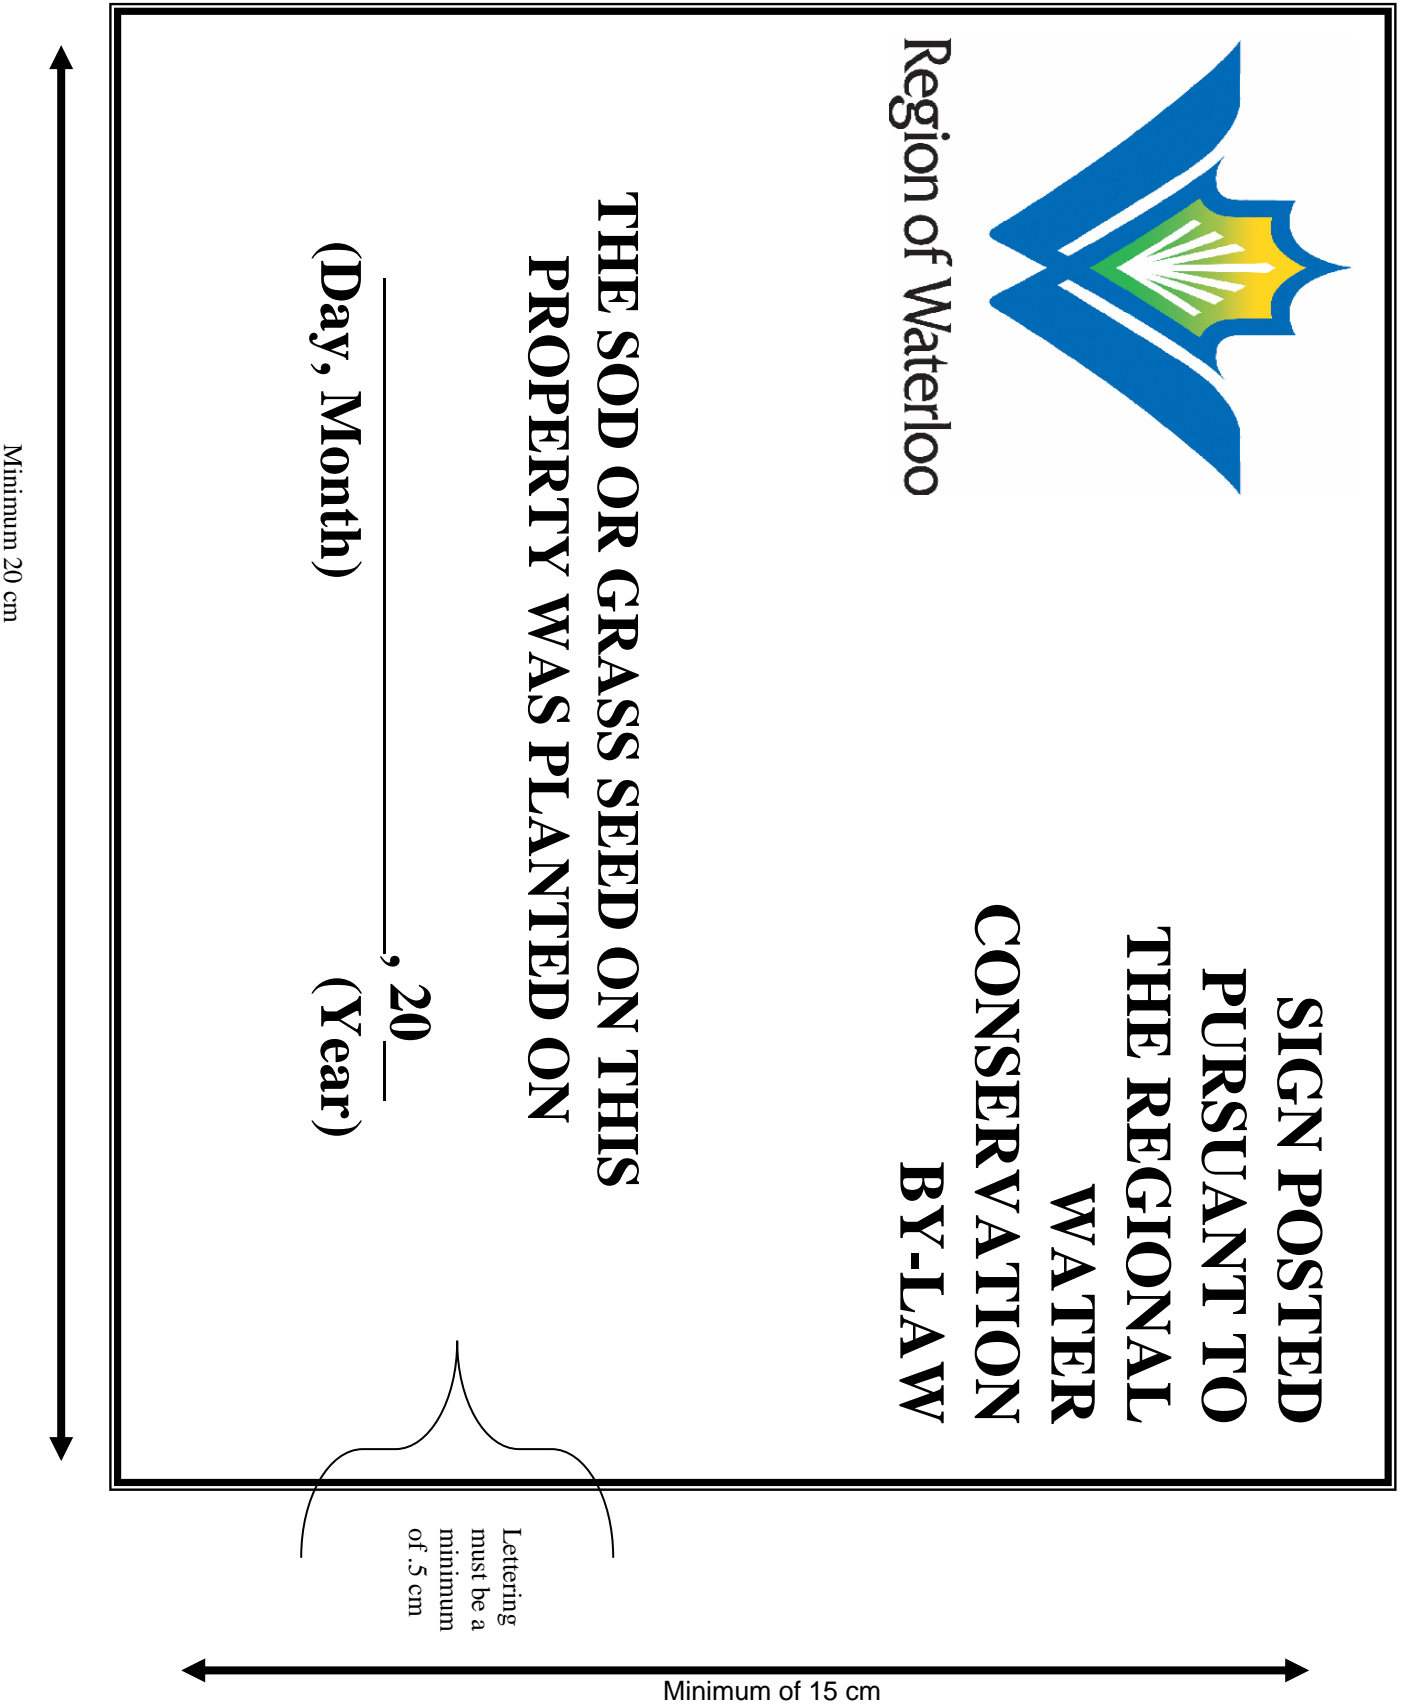 Region of Waterloo
SIGN POSTED
PURSUANT TO
THE REGIONAL
WATER
CONSERVATION
BY-LAW
THE SOD OR GRASS SEED ON THIS
PROPERTY WAS PLANTED ON
, 20
(Day, Month) (Year)
Lettering
must be a
minimum
of .5 cm
Minimum 20 cm
Minimum of 15 cm